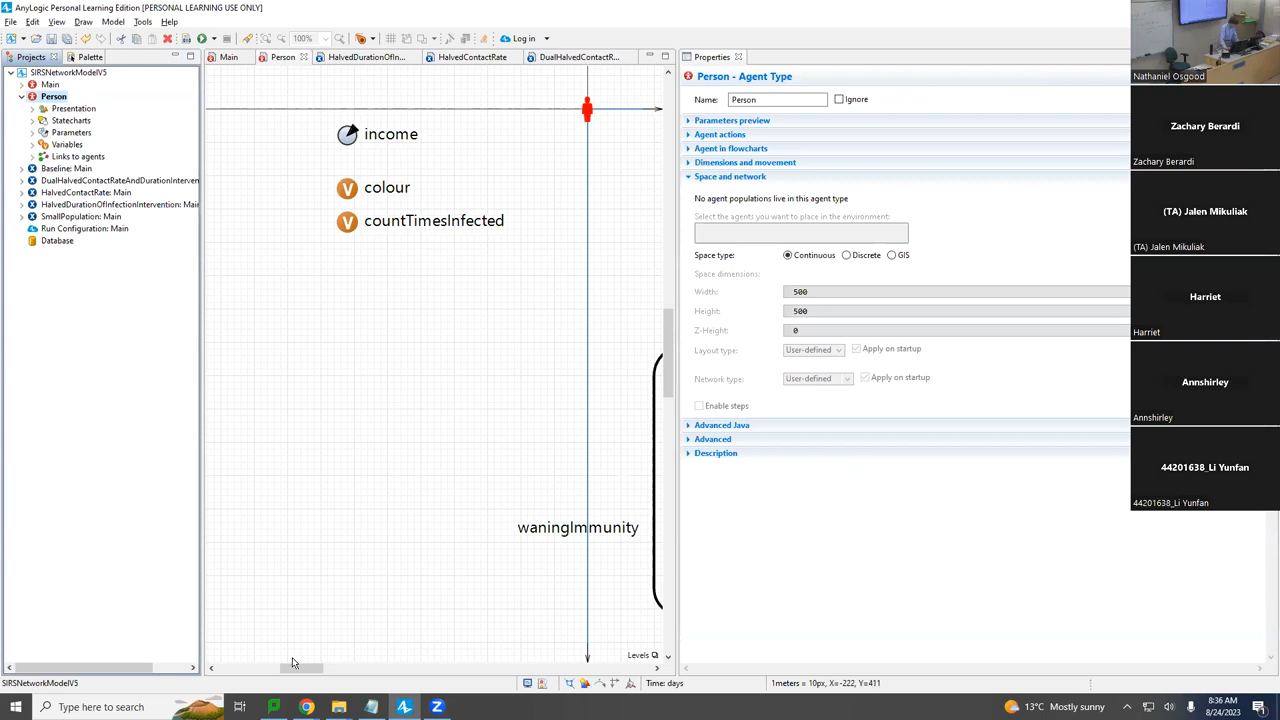 AnyLogic Personal Learning Edition [PERSONAL LEARNING USE ONLY]
File Edit View Draw Model Tools Help
100% Log in
Projects Palette
Main Person HalvedDurationOfIn... HalvedContactRate DualHalvedContactR...
SIRSNetworkModelV5
Main
Person
Presentation
Statecharts
Parameters
Variables
Links to agents
Baseline: Main
DualHalvedContactRateAndDurationInterven
HalvedContactRate: Main
HalvedDurationOfInfectionIntervention: Main
SmallPopulation: Main
Run Configuration: Main
Database
income
V colour
V countTimesInfected
waningImmunity
Levels
Properties
Person - Agent Type
Name: Person Ignore
Parameters preview
Agent actions
Agent in flowcharts
Dimensions and movement
Space and network
No agent populations live in this agent type
Select the agents you want to place in the environment:
Space type: Continuous Discrete GIS
Space dimensions:
Width: 500
Height: 500
Z-Height: 0
Layout type: User-defined Apply on startup
Network type: User-defined Apply on startup
Enable steps
Advanced Java
Advanced
Description
Nathaniel Osgood
Zachary Berardi
Zachary Berardi
(TA) Jalen Mikuliak
(TA) Jalen Mikuliak
Harriet
Harriet
Annshirley
Annshirley
44201638_Li Yunfan
44201638_Li Yunfan
SIRSNetworkModelV5 Time: days 1meters = 10px, X=-222, Y=411
Type here to search 13°C Mostly sunny 8:36 AM
8/24/2023